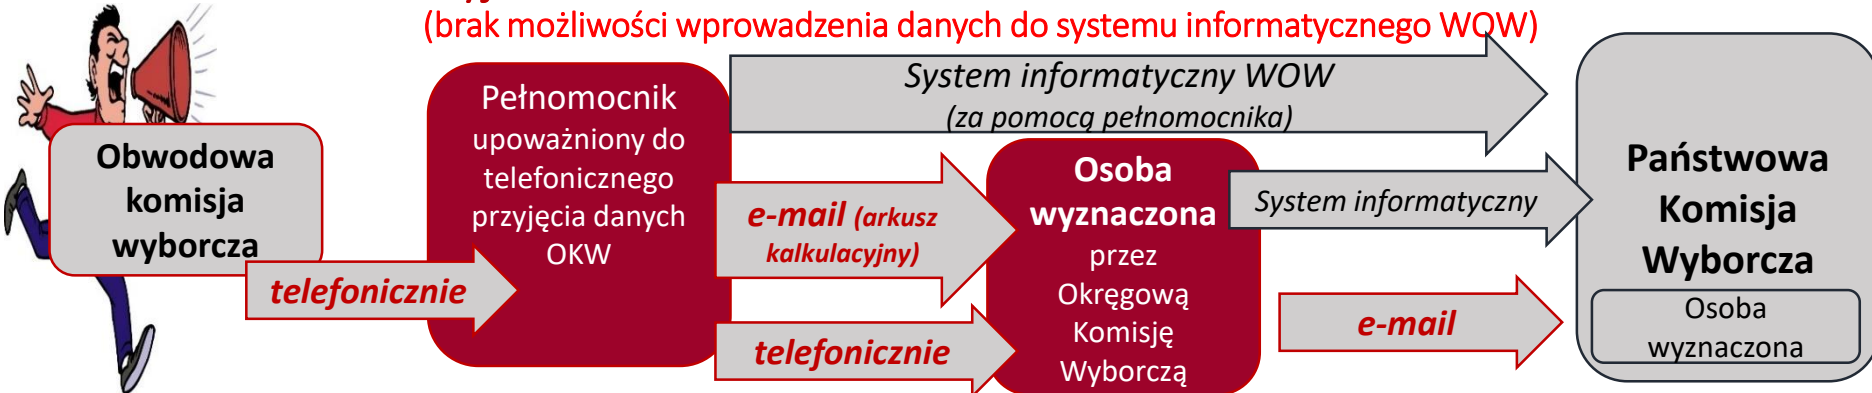 (brak możliwości wprowadzenia danych do systemu informatycznego WOW)
Obwodowa
komisja
wyborcza
telefonicznie
Pełnomocnik
upoważniony do
telefonicznego
przyjęcia danych
OKW
System informatyczny WOW
(za pomocą pełnomocnika)
e-mail (arkusz
kalkulacyjny)
telefonicznie
Osoba
wyznaczona
przez
Okręgową
Komisję
Wyborczą
System informatyczny
e-mail
Państwowa
Komisja
Wyborcza
Osoba
wyznaczona